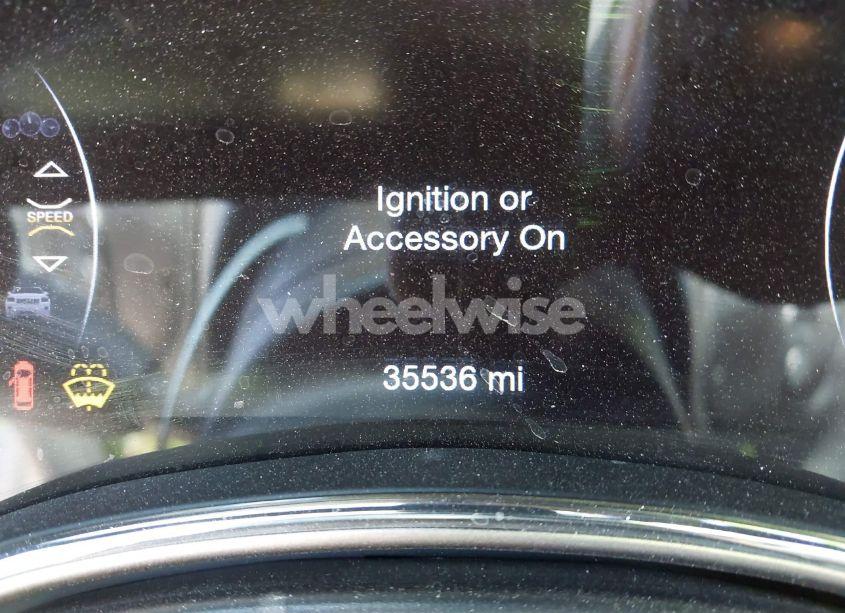 Ignition or
Accessory On
SPEED
wheelwise
35536 mi